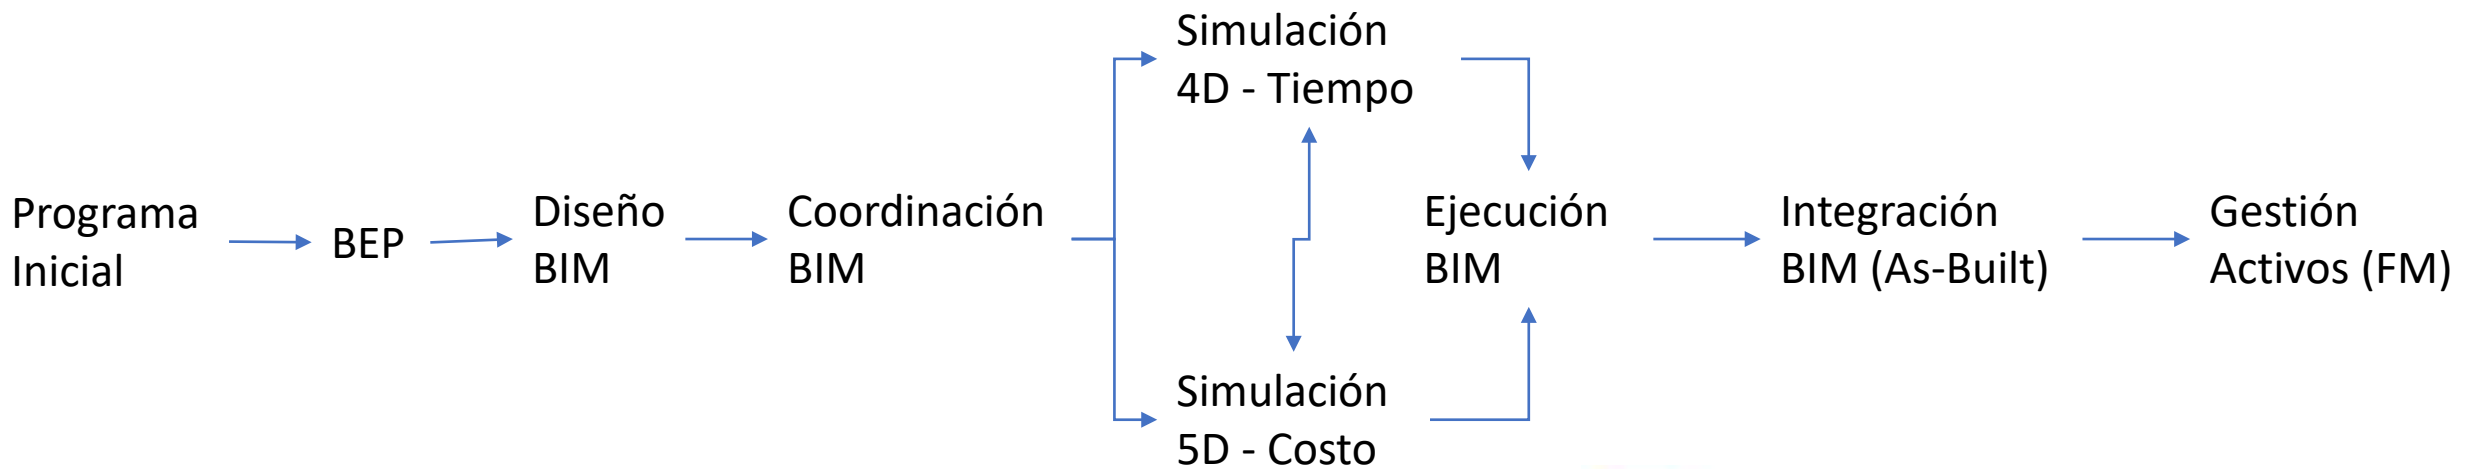 Programa
Inicial
BEP
Diseño
BIM
Coordinación
BIM
Simulación
4D - Tiempo
Simulación
5D - Costo
Ejecución
BIM
Integración
BIM (As-Built)
Gestión
Activos (FM)